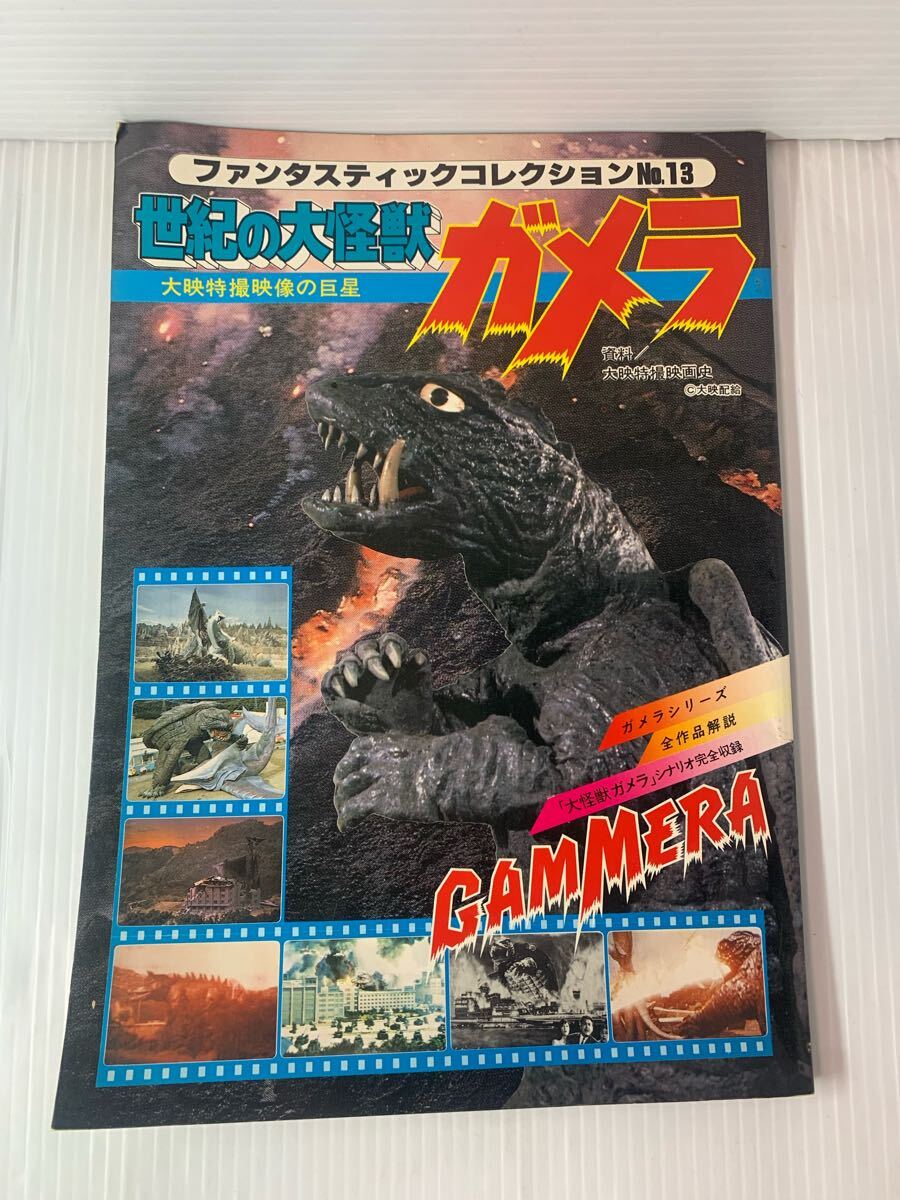 ファンタスティックコレクションNo.13
世紀の大怪獣
ガメラ
大映特撮映像の巨星
資料/
大映特撮映画史
©大映配給
ガメラシリーズ
全作品解説
「大怪獣ガメラ」シナリオ完全収録
GAMMERA